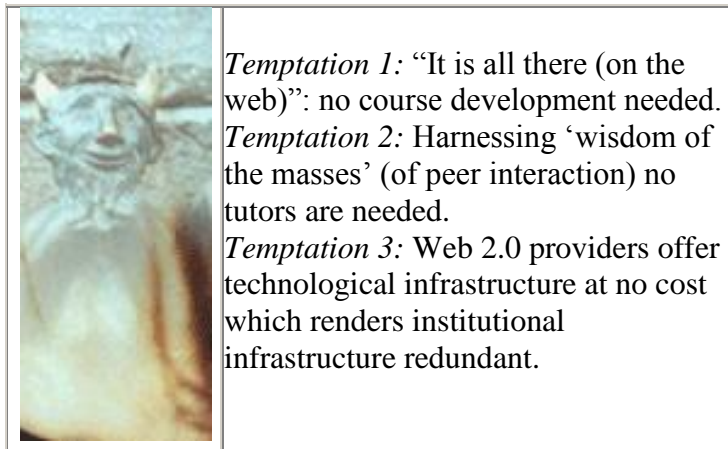 Temptation 1: “It is all there (on the
web)”: no course development needed.
Temptation 2: Harnessing ‘wisdom of
the masses’ (of peer interaction) no
tutors are needed.
Temptation 3: Web 2.0 providers offer
technological infrastructure at no cost
which renders institutional
infrastructure redundant.